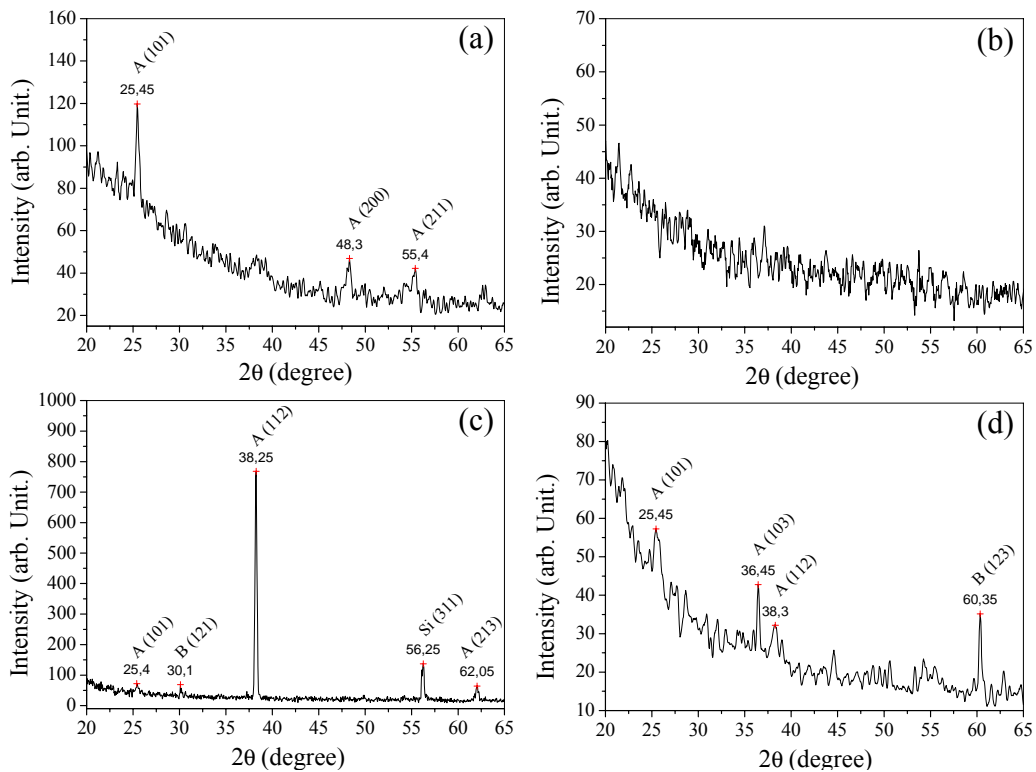 (a)
A (101)
25,45
A (200)
48,3
A (211)
55,4
Intensity (arb. Unit.)
160
140
120
100
80
60
40
20
20 25 30 35 40 45 50 55 60 65
2θ (degree)
(b)
Intensity (arb. Unit.)
70
60
50
40
30
20
20 25 30 35 40 45 50 55 60 65
2θ (degree)
(c)
A (101)
25,4
B (121)
30,1
A (112)
38,25
Si (311)
56,25
A (213)
62,05
Intensity (arb. Unit.)
1000
900
800
700
600
500
400
300
200
100
0
20 25 30 35 40 45 50 55 60 65
2θ (degree)
(d)
A (101)
25,45
A (103)
36,45
A (112)
38,3
B (123)
60,35
Intensity (arb. Unit.)
90
80
70
60
50
40
30
20
10
20 25 30 35 40 45 50 55 60 65
2θ (degree)